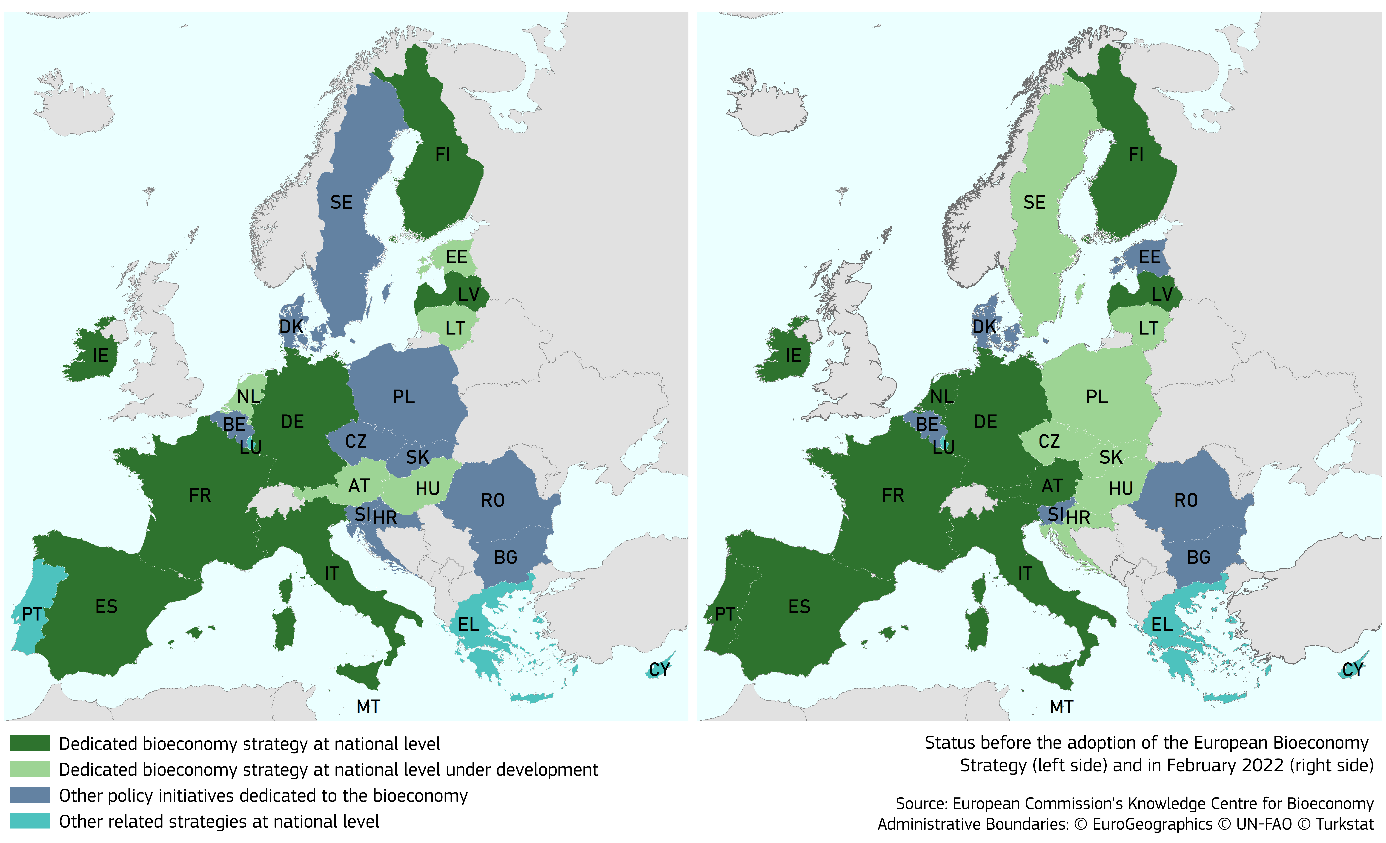 FI
SE
EE
LV
DK
LT
IE
NL
PL
DE
BE
CZ
LU
SK
AT
HU
FR
RO
SI
HR
BG
IT
ES
PT
EL
CY
MT
FI
SE
EE
LV
DK
LT
IE
NL
PL
DE
BE
CZ
LU
SK
AT
HU
FR
RO
SI
HR
BG
IT
ES
PT
EL
CY
MT
Dedicated bioeconomy strategy at national level
Dedicated bioeconomy strategy at national level under development
Other policy initiatives dedicated to the bioeconomy
Other related strategies at national level
Status before the adoption of the European Bioeconomy
Strategy (left side) and in February 2022 (right side)
Source: European Commission's Knowledge Centre for Bioeconomy
Administrative Boundaries: © EuroGeographics © UN-FAO © Turkstat